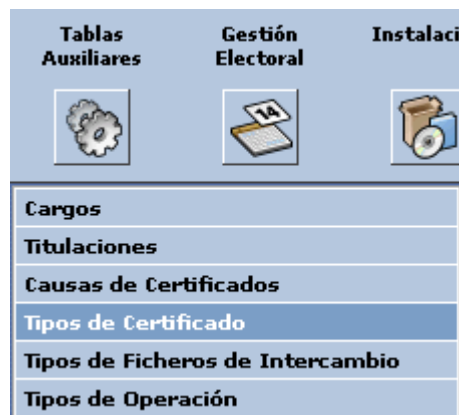 Tablas Auxiliares
Gestión Electoral
Instalaci
14
Cargos
Titulaciones
Causas de Certificados
Tipos de Certificado
Tipos de Ficheros de Intercambio
Tipos de Operación